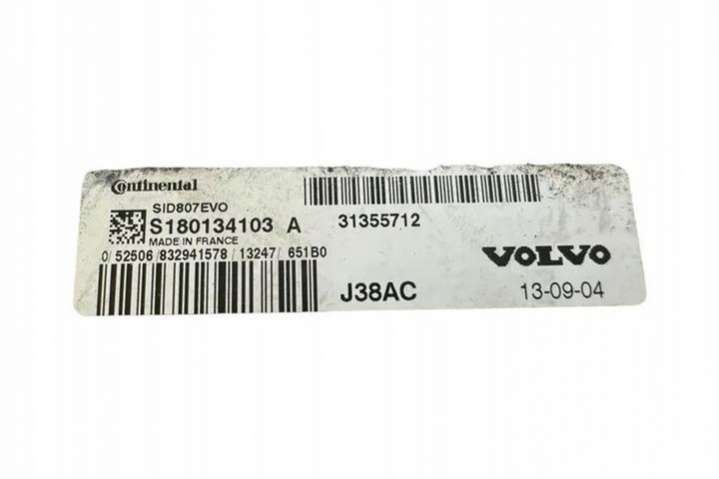 Continental
SID807EVO
S180134103 A
MADE IN FRANCE
0 52506 / 832941578 / 13247 / 651B0
31355712
VOLVO
J38AC
13-09-04